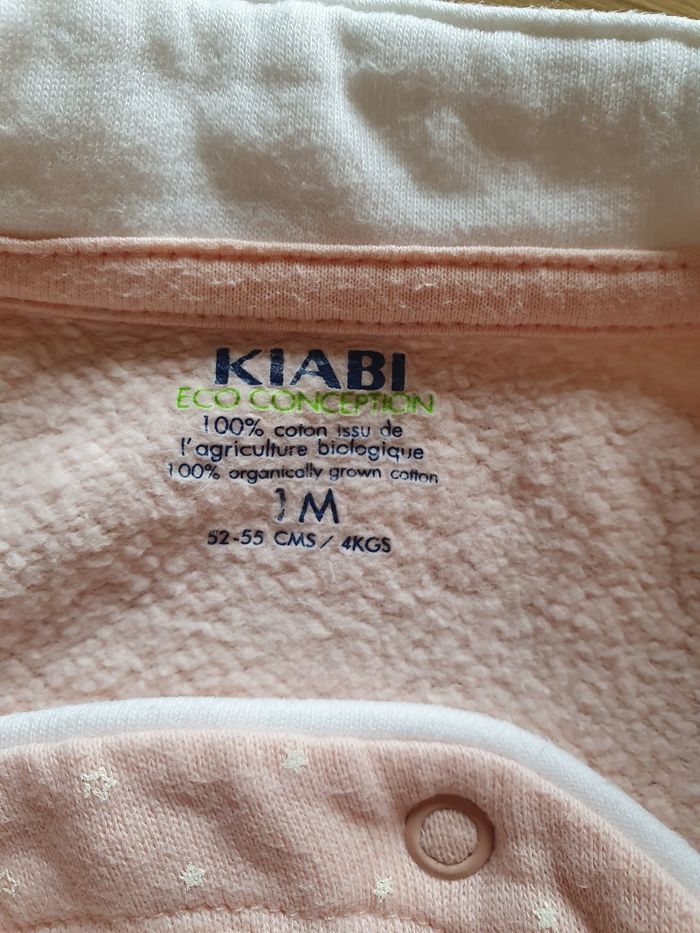 KIABI
ECO CONCEPTION
100% coton issu de
l'agriculture biologique
100% organically grown cotton
1M
52-55 CMS / 4KGS